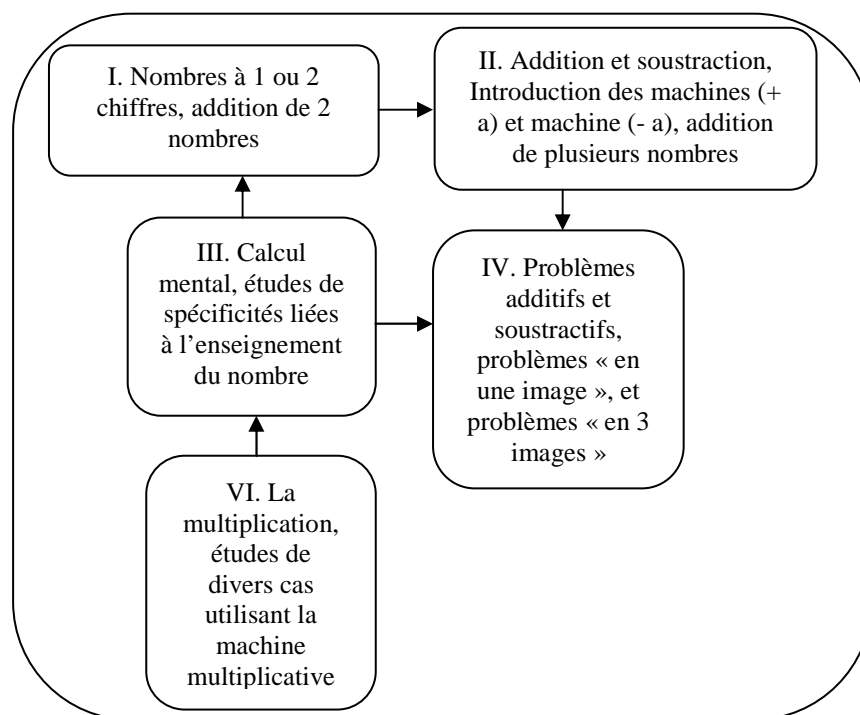 I. Nombres à 1 ou 2
chiffres, addition de 2
nombres
II. Addition et soustraction,
Introduction des machines (+
a) et machine (- a), addition
de plusieurs nombres
III. Calcul
mental, études de
spécificités liées
à l’enseignement
du nombre
IV. Problèmes
additifs et
soustractifs,
problèmes « en
une image », et
problèmes « en 3
images »
VI. La
multiplication,
études de
divers cas
utilisant la
machine
multiplicative